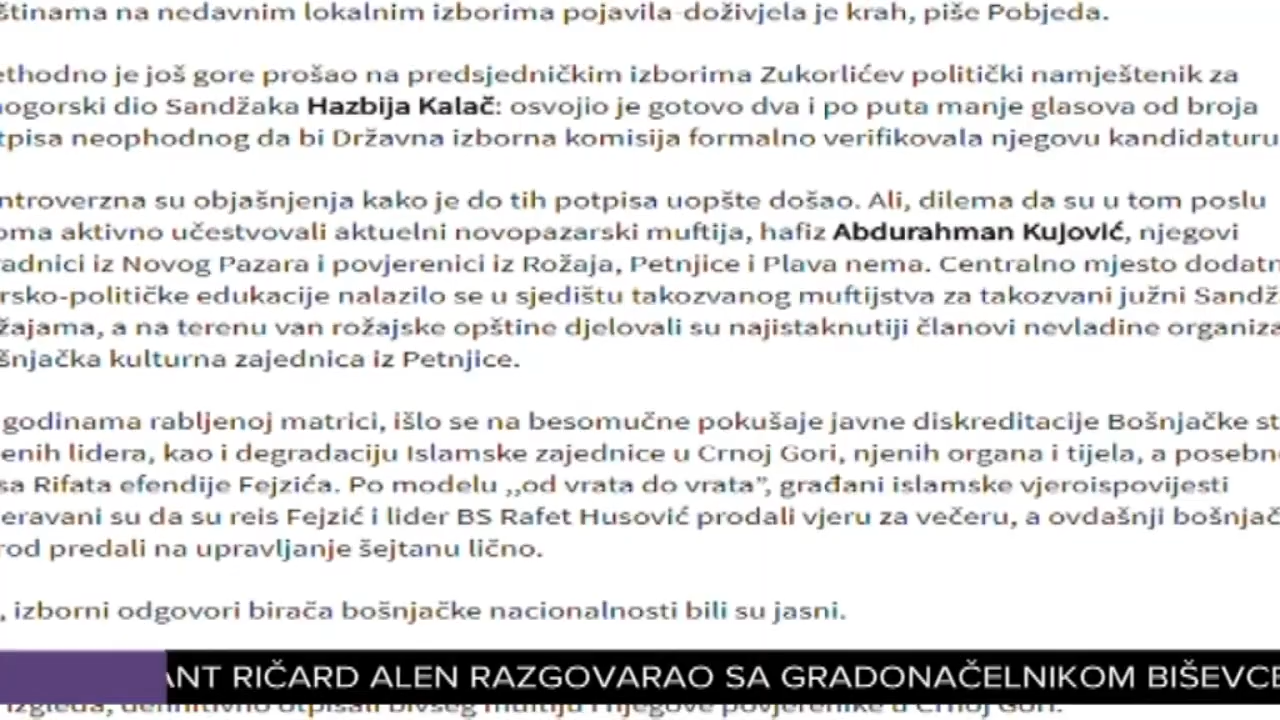 štinama na nedavnim lokalnim izborima pojavila-doživjela je krah, piše Pobjeda.
ethodno je još gore prošao na predsjedničkim izborima Zukorlićev politički namještenik za
nogorski dio Sandžaka Hazbija Kalač: osvojio je gotovo dva i po puta manje glasova od broja
tpisa neophodnog da bi Državna izborna komisija formalno verifikovala njegovu kandidaturu
ntroverzna su objašnjenja kako je do tih potpisa uopšte došao. Ali, dilema da su u tom poslu
oma aktivno učestvovali aktuelni novopazarski muftija, hafiz Abdurahman Kujović, njegovi
radnici iz Novog Pazara i povjerenici iz Rožaja, Petnjice i Plava nema. Centralno mjesto dodatn
rsko-političke edukacije nalazilo se u sjedištu takozvanog muftijstva za takozvani južni Sandž
žajama, a na terenu van rožajske opštine djelovali su najistaknutiji članovi nevladine organiza
šnjačka kulturna zajednica iz Petnjice.
godinama rabljenoj matrici, išlo se na besomučne pokušaje javne diskreditacije Bošnjačke st
enih lidera, kao i degradaciju Islamske zajednice u Crnoj Gori, njenih organa i tijela, a posebno
sa Rifata efendije Fejzića. Po modelu ,,od vrata do vrata”, građani islamske vjeroispovijesti
eravani su da su reis Fejzić i lider BS Rafet Husović prodali vjeru za večeru, a ovdašnji bošnjač
rod predali na upravljanje šejtanu lično.
, izborni odgovori birača bošnjačke nacionalnosti bili su jasni.
ANT RIČARD ALEN RAZGOVARAO SA GRADONAČELNIKOM BIŠEVCE
izgleda, definitivno otpisali bivšeg muftiju i njegove povjerenike u Crnoj Gori.